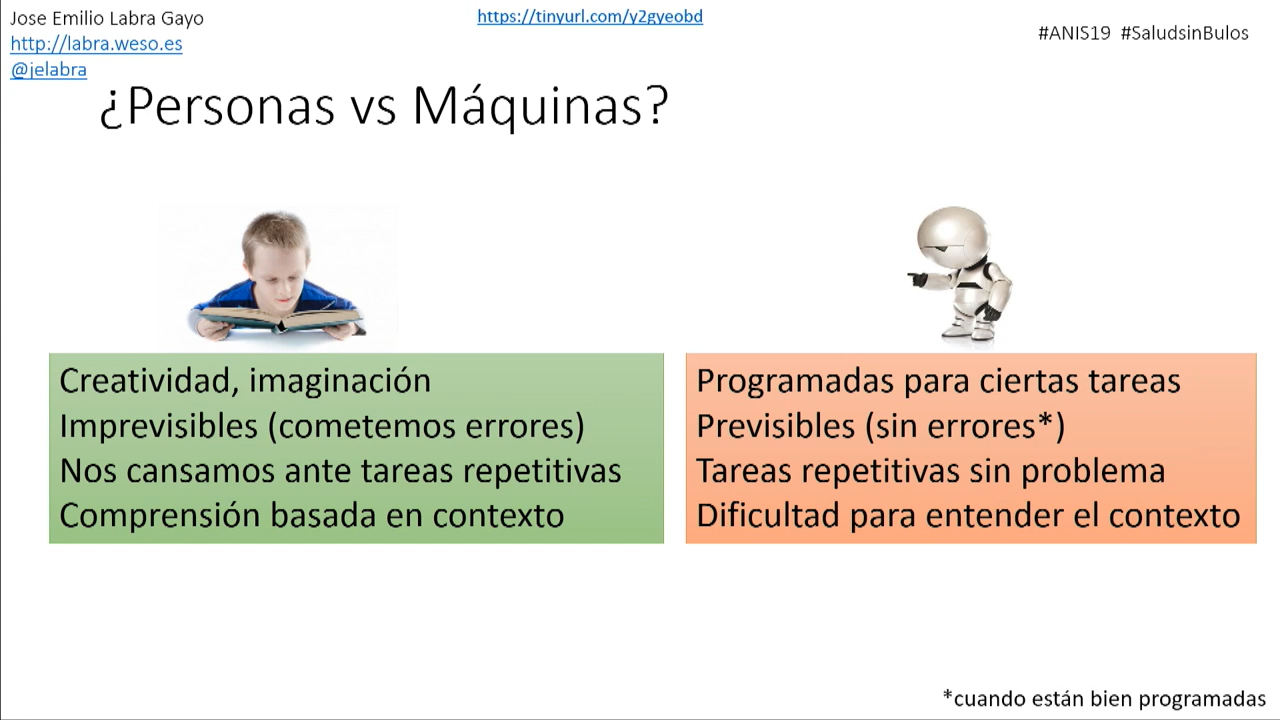 Jose Emilio Labra Gayo
http://labra.weso.es
@jelabra
https://tinyurl.com/y2gyeobd
#ANIS19 #SaludsinBulos
¿Personas vs Máquinas?
Creatividad, imaginación
Imprevisibles (cometemos errores)
Nos cansamos ante tareas repetitivas
Comprensión basada en contexto
Programadas para ciertas tareas
Previsibles (sin errores*)
Tareas repetitivas sin problema
Dificultad para entender el contexto
*cuando están bien programadas